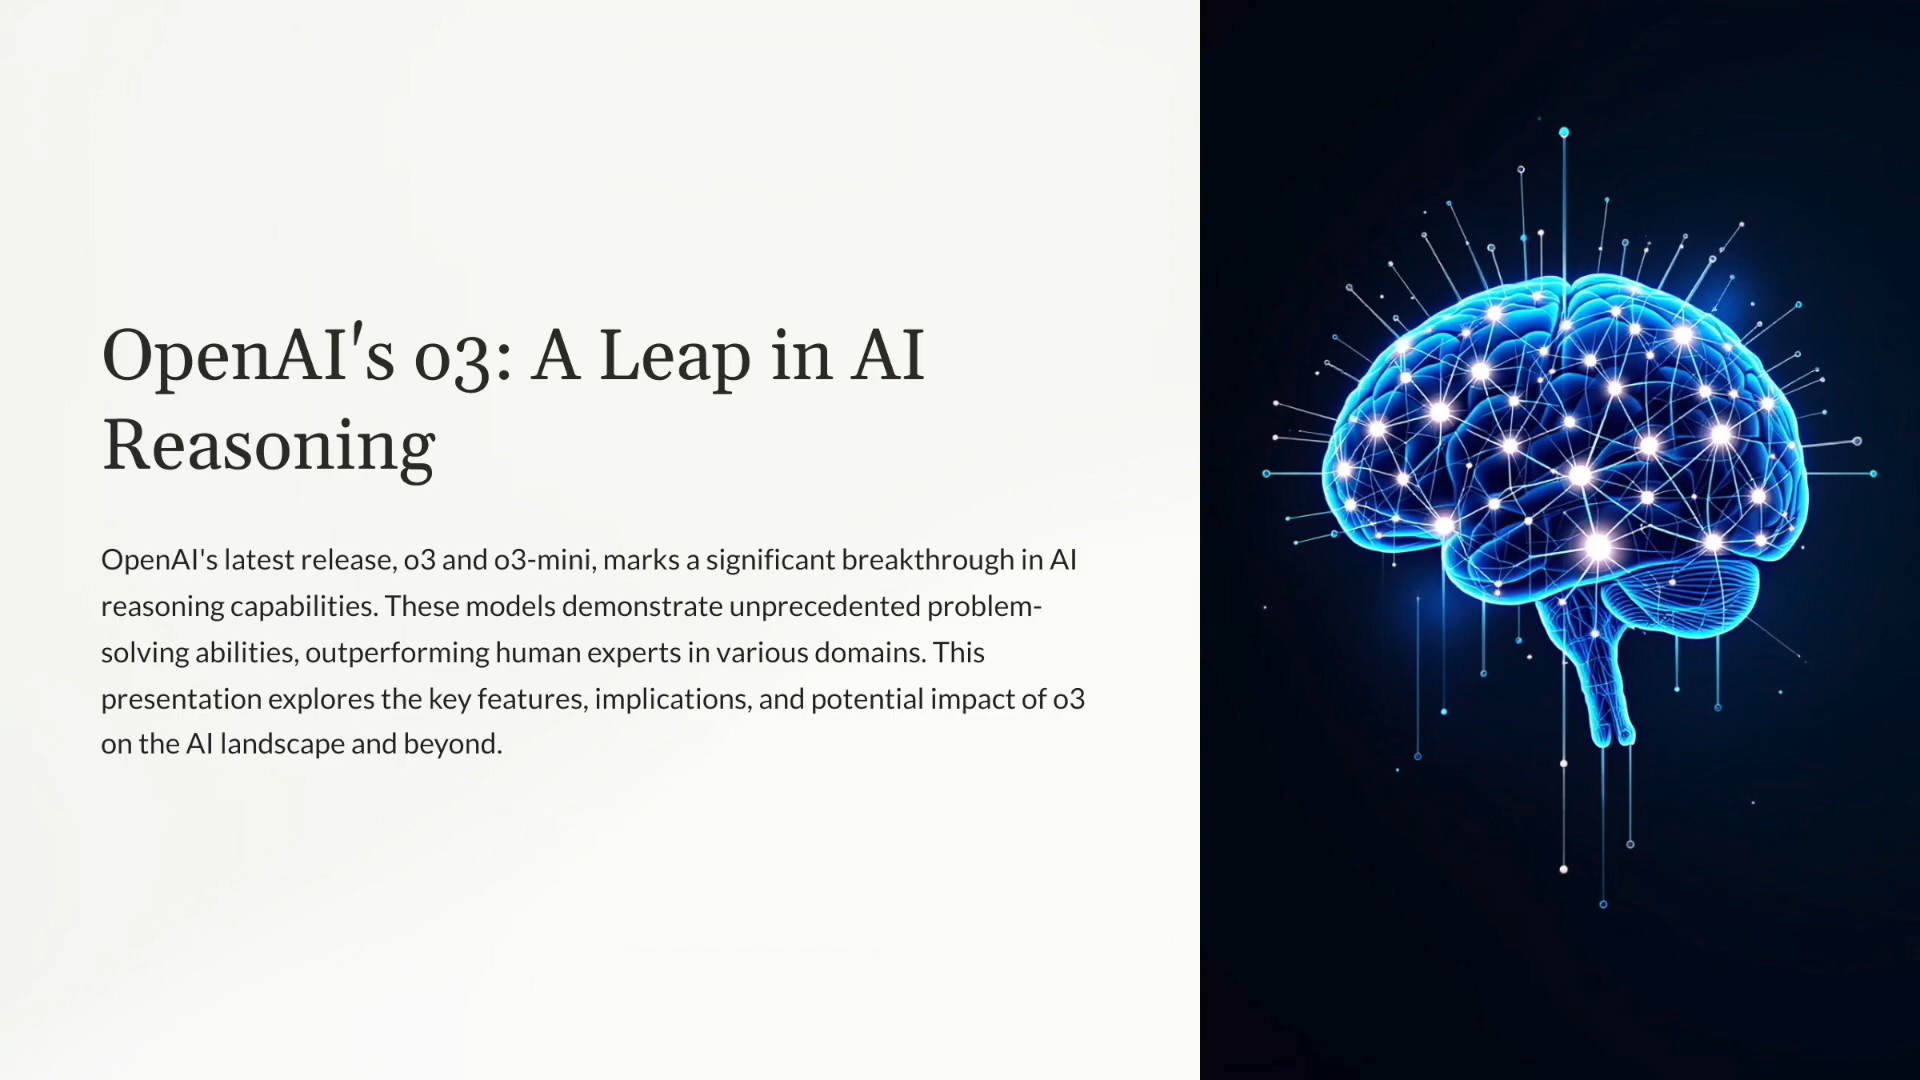 OpenAI's o3: A Leap in AI
Reasoning
OpenAI's latest release, o3 and o3-mini, marks a significant breakthrough in AI
reasoning capabilities. These models demonstrate unprecedented problem-
solving abilities, outperforming human experts in various domains. This
presentation explores the key features, implications, and potential impact of o3
on the AI landscape and beyond.